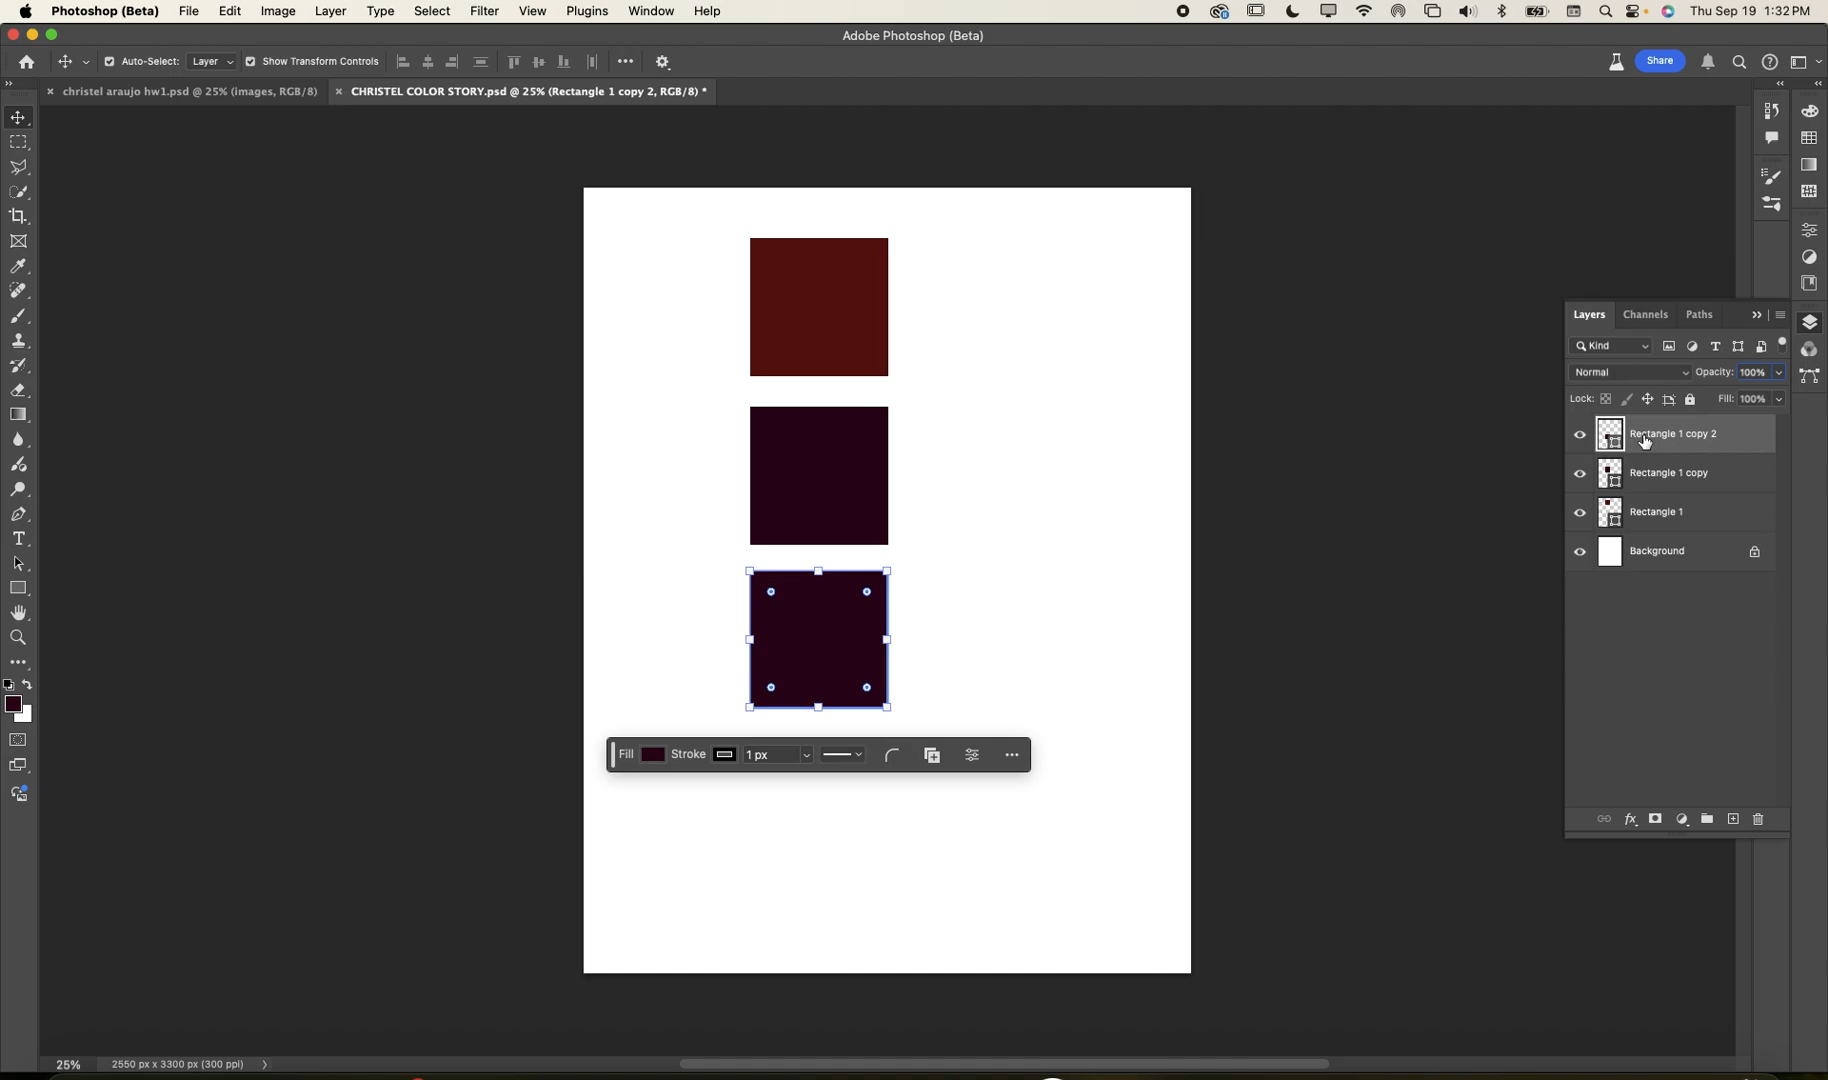 Photoshop (Beta) File Edit Image Layer Type Select Filter View Plugins Window Help Thu Sep 19 1:32 PM
Adobe Photoshop (Beta)
Auto-Select: Layer Show Transform Controls Share
christel araujo hw1.psd @ 25% (images, RGB/8) CHRISTEL COLOR STORY.psd @ 25% (Rectangle 1 copy 2, RGB/8) *
Layers Channels Paths
Kind
Normal Opacity: 100%
Lock: Fill: 100%
Rectangle 1 copy 2
Rectangle 1 copy
Rectangle 1
Background
Fill Stroke 1 px
25% 2550 px x 3300 px (300 ppi)